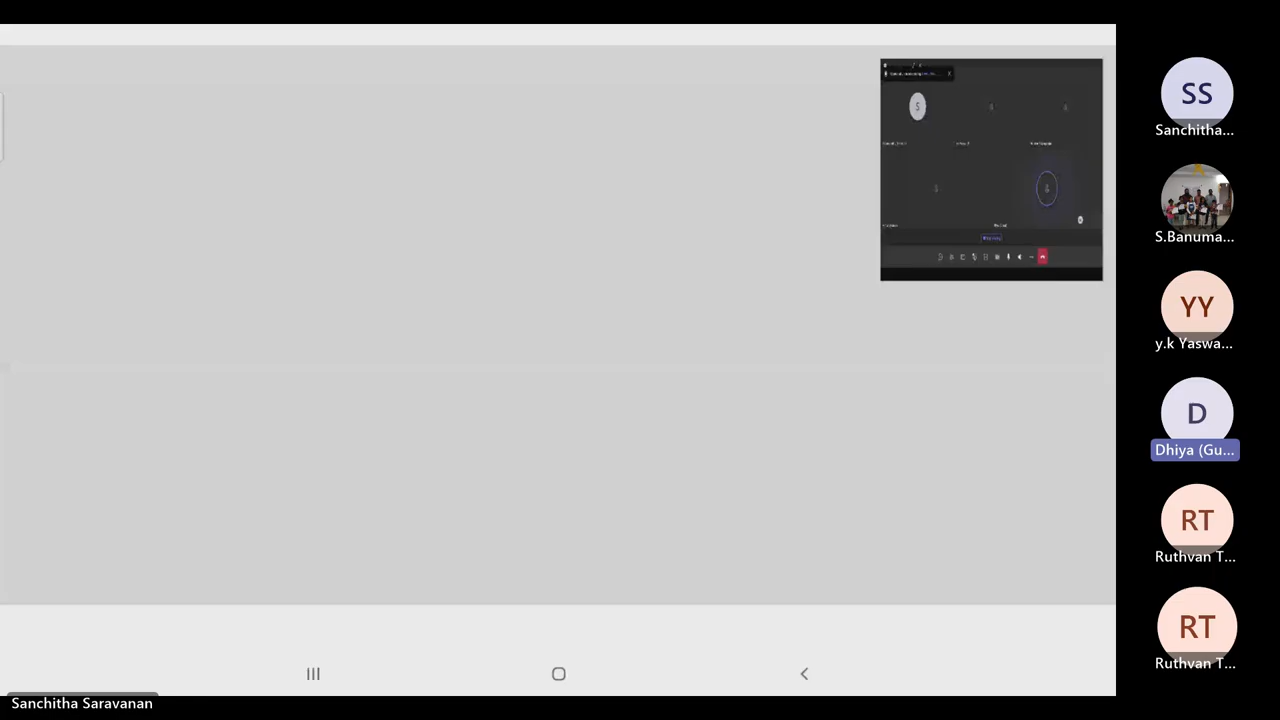 SS
Sanchitha...
S.Banuma...
YY
y.k Yaswa...
D
Dhiya (Gu...
RT
Ruthvan T...
RT
Ruthvan T...
Sanchitha Saravanan
S